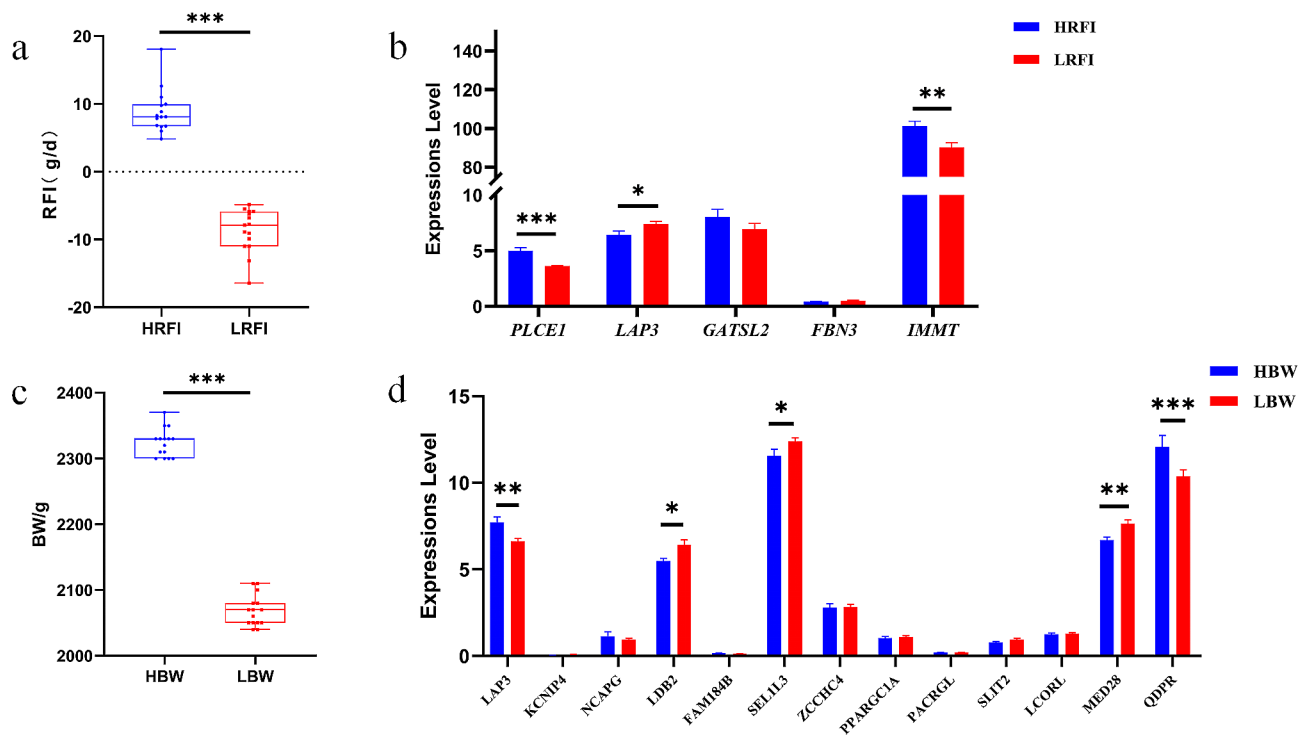 a
***
RFI( g/d)
20
10
0
-10
-20
HRFI LRFI
b
HRFI
LRFI
Expressions Level
140
120
100
80
10
5
0
***
*
**
PLCE1 LAP3 GATSL2 FBN3 IMMT
c
***
BW/g
2400
2300
2200
2100
2000
HBW LBW
d
HBW
LBW
Expressions Level
15
10
5
0
**
*
*
**
***
LAP3 KCNIP4 NCAPG LDB2 FAM184B SEL1L3 ZCCHC4 PPARGC1A PACRGL SLIT2 LCORL MED28 QDPR